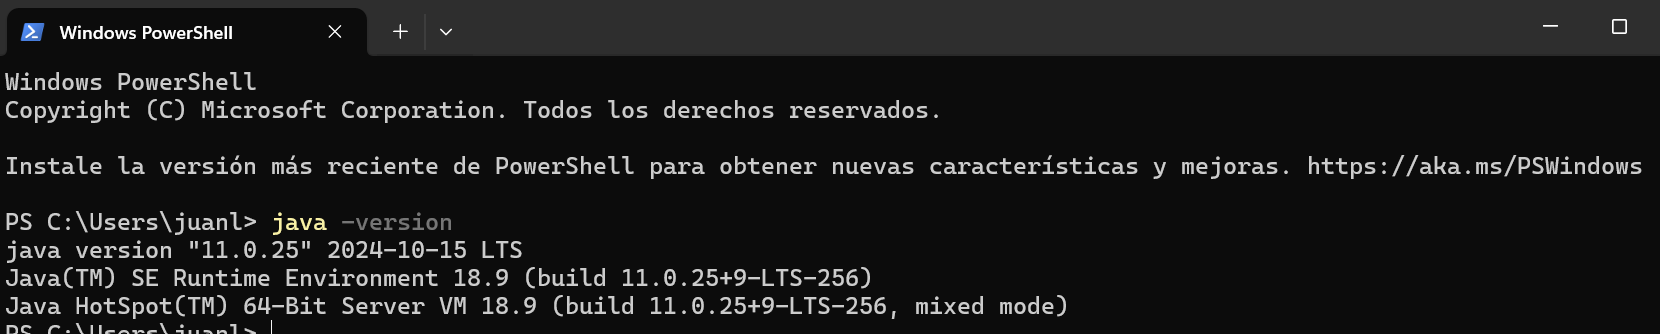 Windows PowerShell
Windows PowerShell
Copyright (C) Microsoft Corporation. Todos los derechos reservados.
Instale la versión más reciente de PowerShell para obtener nuevas características y mejoras. https://aka.ms/PSWindows
PS C:\Users\juanl> java -version
java version "11.0.25" 2024-10-15 LTS
Java(TM) SE Runtime Environment 18.9 (build 11.0.25+9-LTS-256)
Java HotSpot(TM) 64-Bit Server VM 18.9 (build 11.0.25+9-LTS-256, mixed mode)
PS C:\Users\juanl>